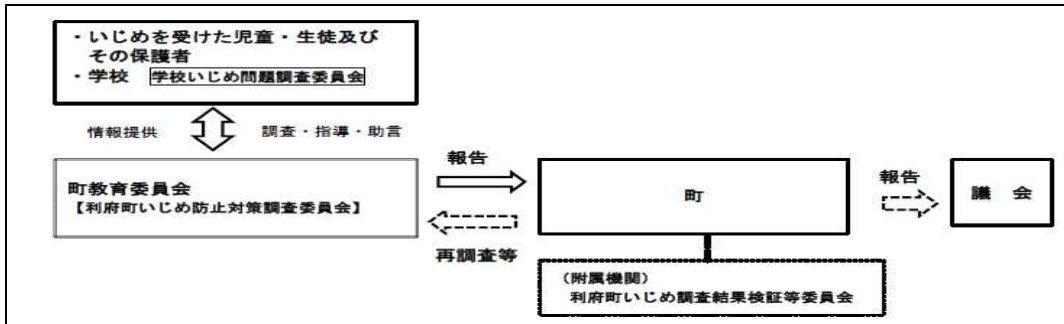 ・いじめを受けた児童・生徒及び
その保護者
・学校 学校いじめ問題調査委員会
情報提供 調査・指導・助言
町教育委員会
【利府町いじめ防止対策調査委員会】
報告
再調査等
町
(附属機関)
利府町いじめ調査結果検証等委員会
報告
議 会